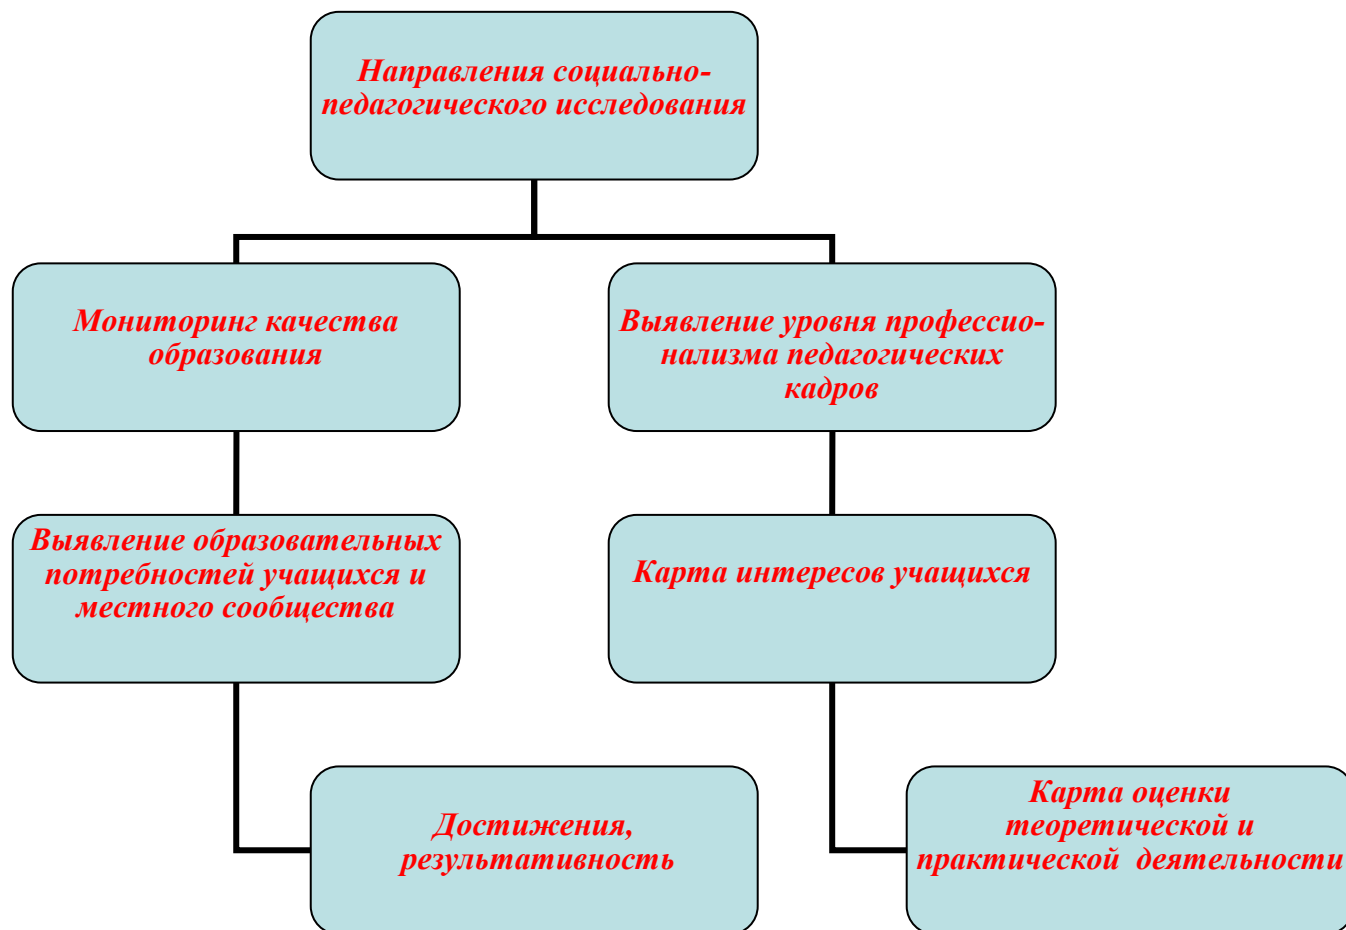 Направления социально-
педагогического исследования
Мониторинг качества
образования
Выявление уровня профессио-
нализма педагогических
кадров
Выявление образовательных
потребностей учащихся и
местного сообщества
Карта интересов учащихся
Достижения,
результативность
Карта оценки
теоретической и
практической  деятельности